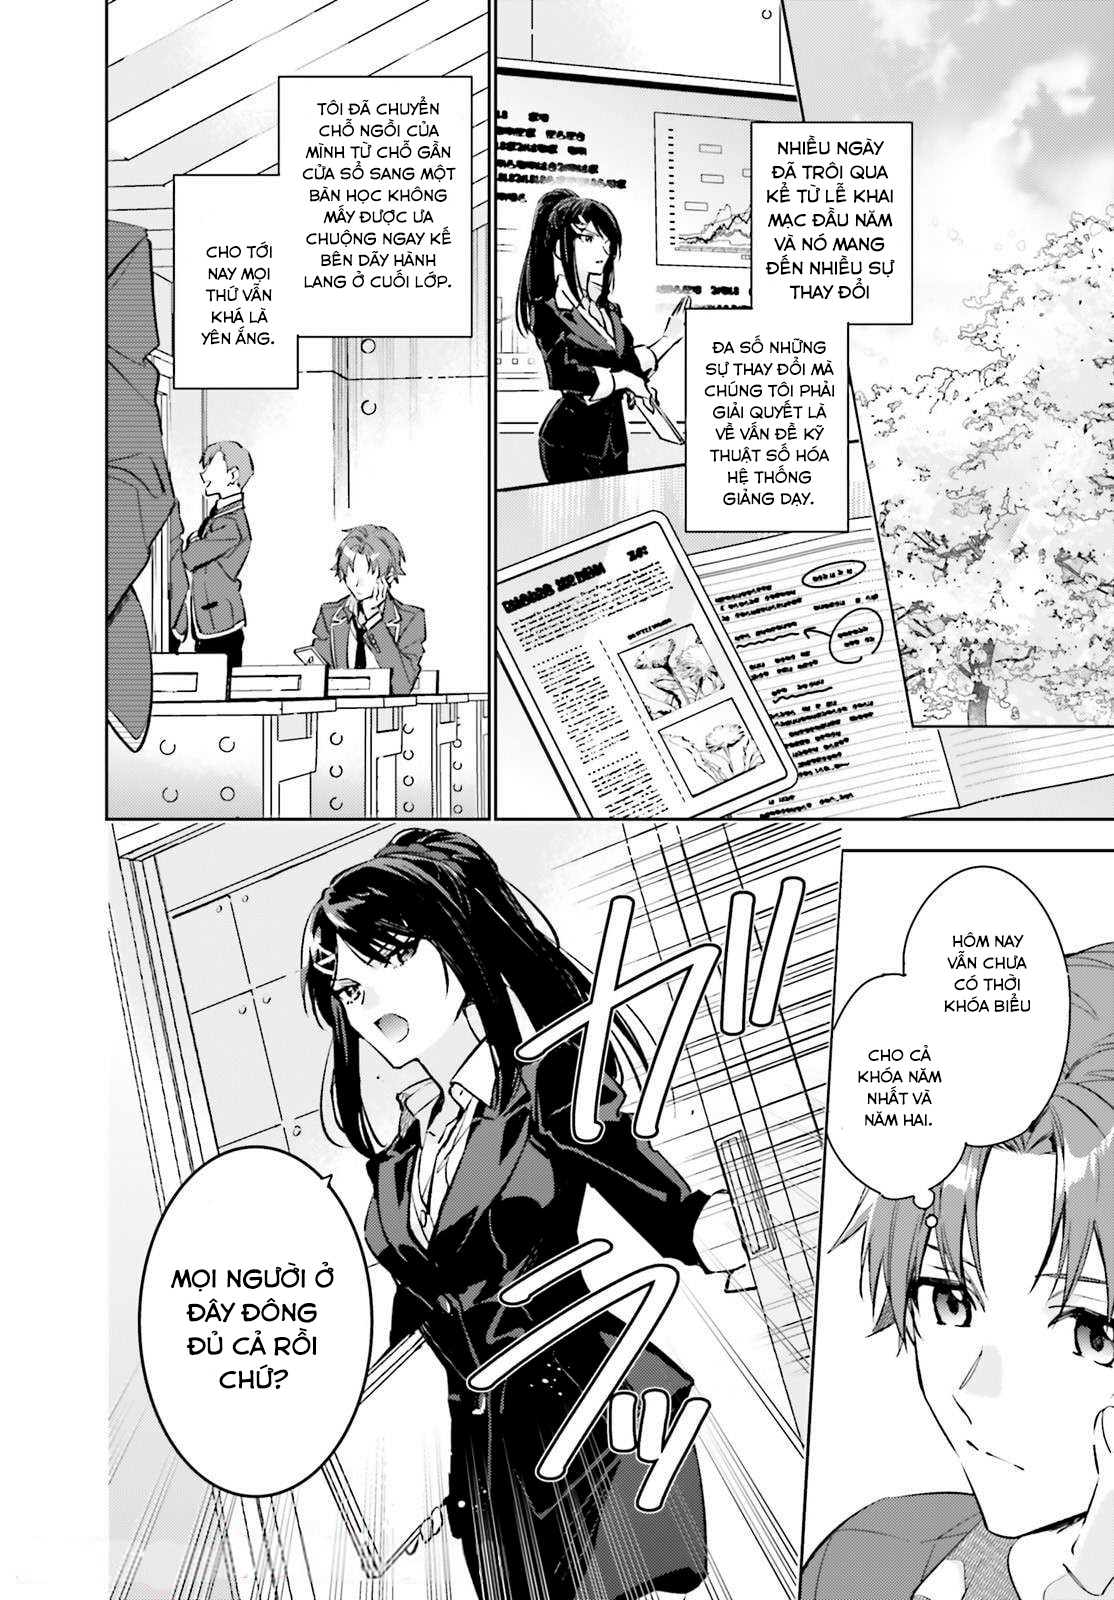 NHIỀU NGÀY
ĐÃ TRÔI QUA
KỂ TỪ LỄ KHAI
MẠC ĐẦU NĂM
VÀ NÓ MANG
ĐẾN NHIỀU SỰ
THAY ĐỔI
ĐA SỐ NHỮNG
SỰ THAY ĐỔI MÀ
CHÚNG TÔI PHẢI
GIẢI QUYẾT LÀ
VỀ VẤN ĐỀ KỸ
THUẬT SỐ HÓA
HỆ THỐNG
GIẢNG DẠY.
TÔI ĐÃ CHUYỂN
CHỖ NGỒI CỦA
MÌNH TỪ CHỖ GẦN
CỬA SỔ SANG MỘT
BÀN HỌC KHÔNG
MẤY ĐƯỢC ƯA
CHUỘNG NGAY KẾ
BÊN DÃY HÀNH
LANG Ở CUỐI LỚP.
CHO TỚI
NAY MỌI
THỨ VẪN
KHÁ LÀ
YÊN ẮNG.
HÔM NAY
VẪN CHƯA
CÓ THỜI
KHÓA BIỂU
CHO CẢ
KHÓA NĂM
NHẤT VÀ
NĂM HAI.
ガララッ
MỌI NGƯỜI Ở
ĐÂY ĐÔNG
ĐỦ CẢ RỒI
CHỨ?